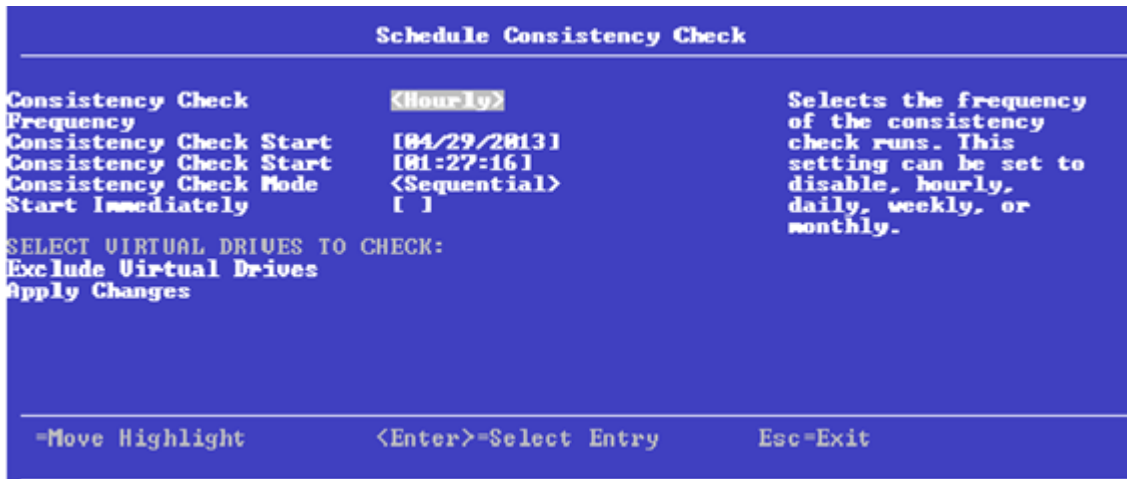 Schedule Consistency Check
Consistency Check Frequency <Hourly>
Consistency Check Start [04/29/2013]
Consistency Check Start [01:27:16]
Consistency Check Mode <Sequential>
Start Immediately [ ]
SELECT VIRTUAL DRIVES TO CHECK:
Exclude Virtual Drives
Apply Changes
Selects the frequency
of the consistency
check runs. This
setting can be set to
disable, hourly,
daily, weekly, or
monthly.
=Move Highlight <Enter>=Select Entry Esc=Exit